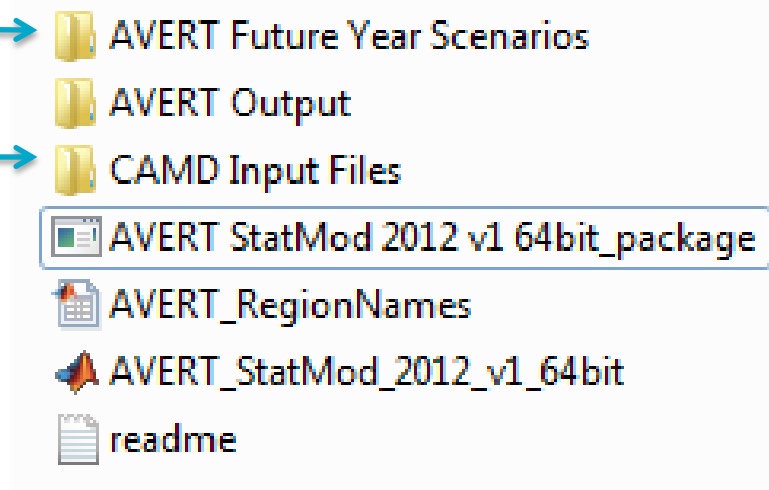 AVERT Future Year Scenarios
AVERT Output
CAMD Input Files
AVERT StatMod 2012 v1 64bit_package
AVERT_RegionNames
AVERT_StatMod_2012_v1_64bit
readme